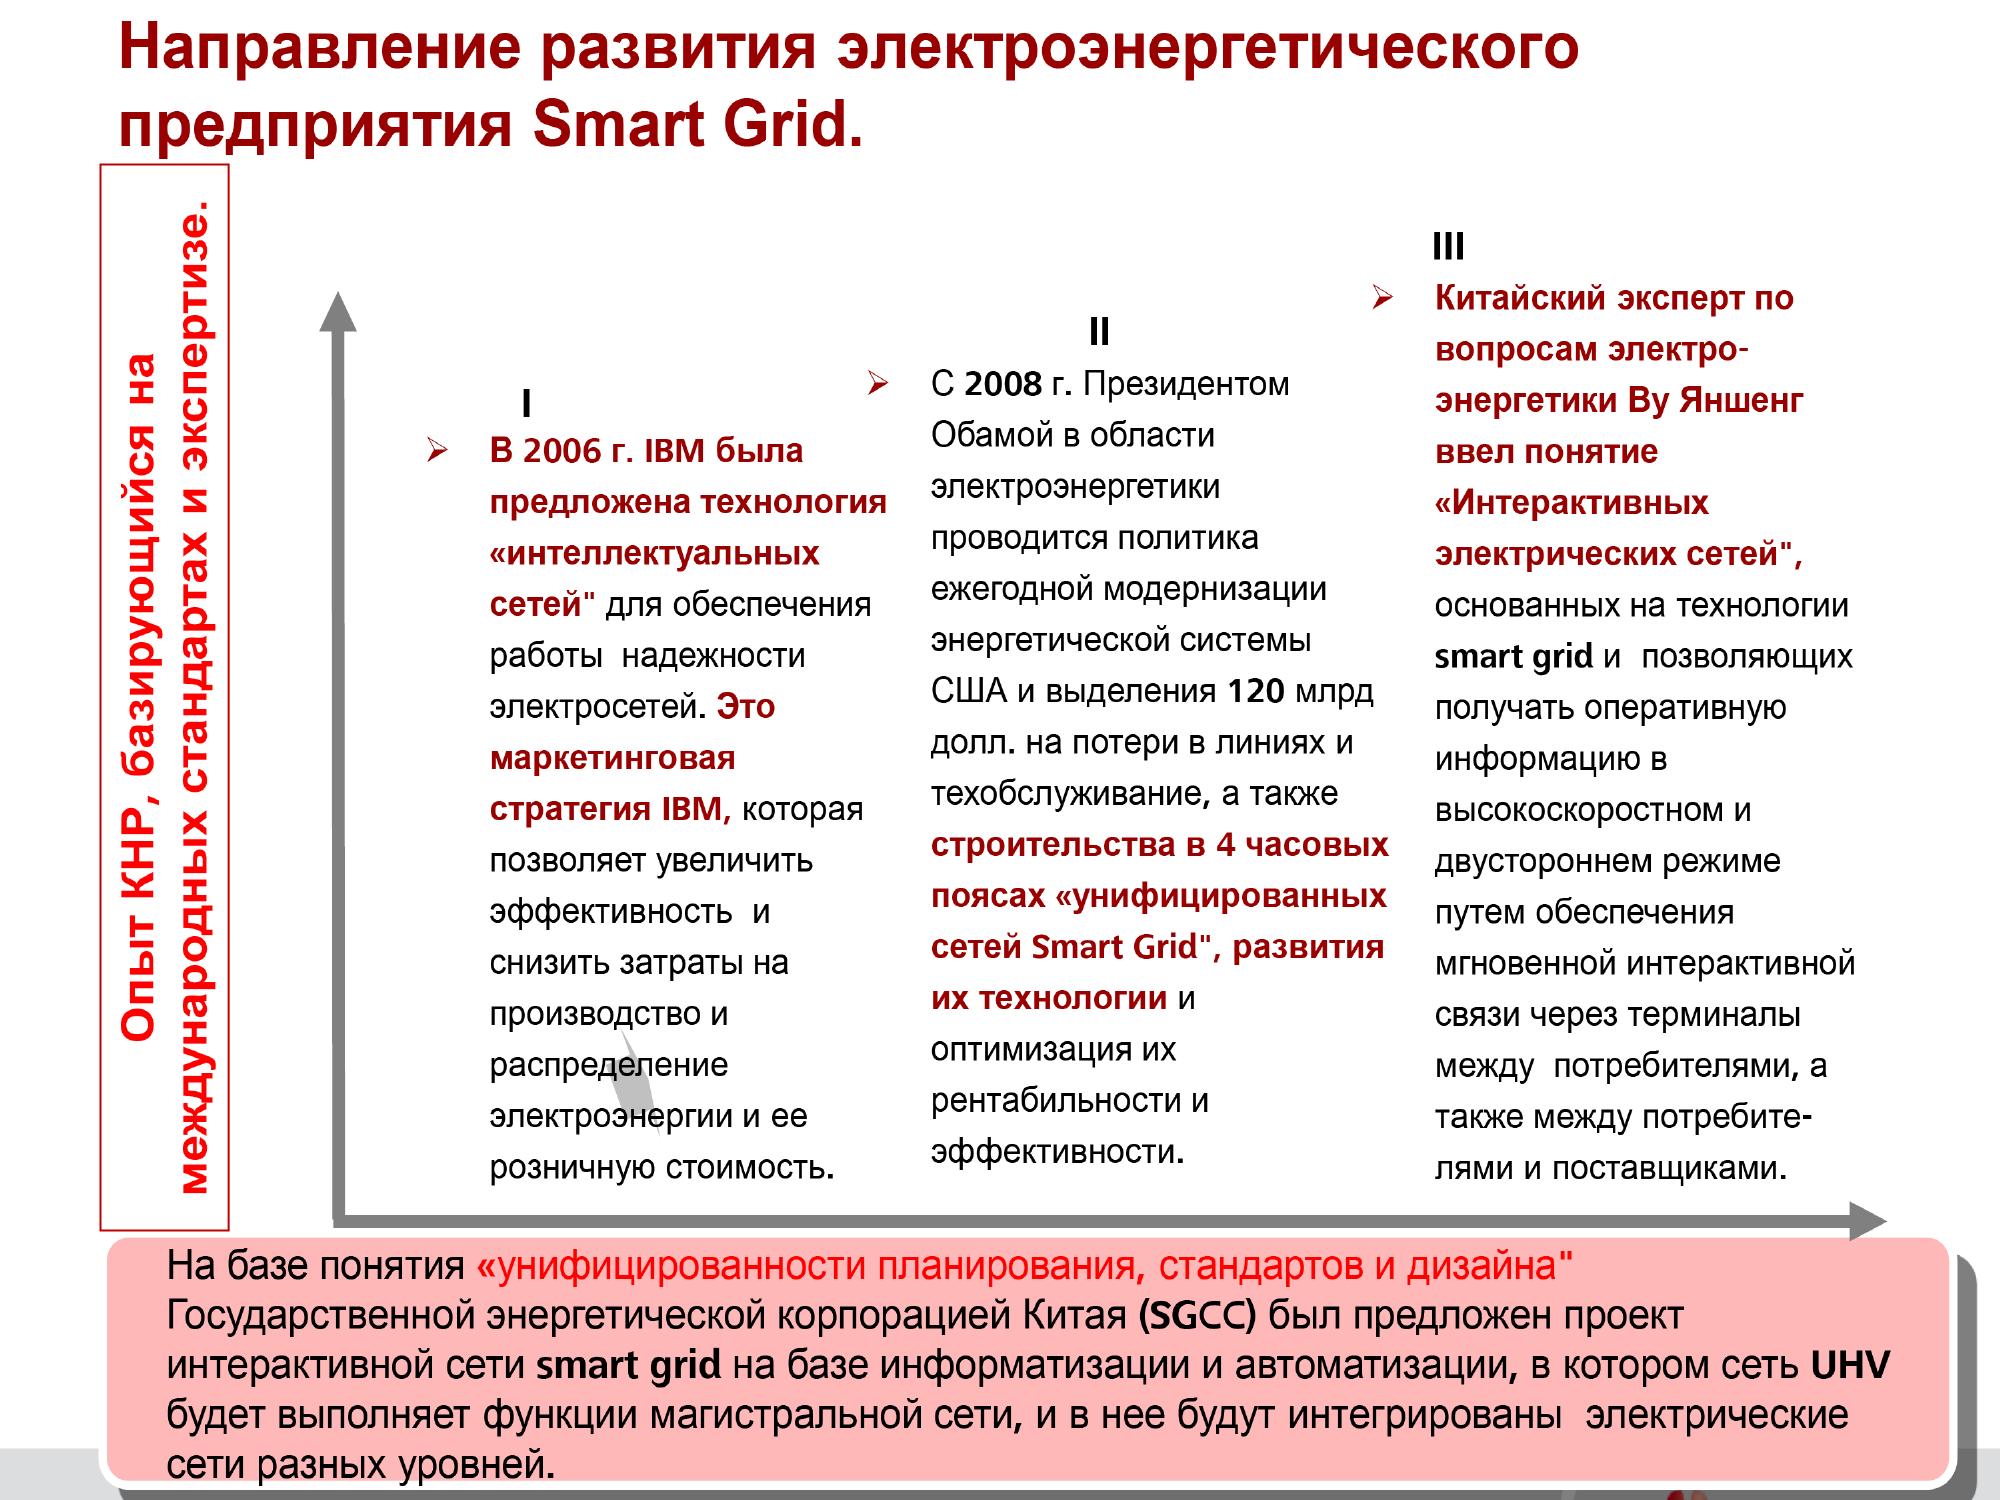 Направление развития электроэнергетического
предприятия Smart Grid.
Опыт КНР, базирующийся на
международных стандартах и экспертизе.
I
В 2006 г. IBM была
предложена технология
«интеллектуальных
сетей" для обеспечения
работы  надежности
электросетей. Это
маркетинговая
стратегия IBM, которая
позволяет увеличить
эффективность  и
снизить затраты на
производство и
распределение
электроэнергии и ее
розничную стоимость.
II
С 2008 г. Президентом
Обамой в области
электроэнергетики
проводится политика
ежегодной модернизации
энергетической системы
США и выделения 120 млрд
долл. на потери в линиях и
техобслуживание, а также
строительства в 4 часовых
поясах «унифицированных
сетей Smart Grid", развития
их технологии и
оптимизация их
рентабильности и
эффективности.
III
Китайский эксперт по
вопросам электро-
энергетики Ву Яншенг
ввел понятие
«Интерактивных
электрических сетей",
основанных на технологии
smart grid и  позволяющих
получать оперативную
информацию в
высокоскоростном и
двустороннем режиме
путем обеспечения
мгновенной интерактивной
связи через терминалы
между  потребителями, а
также между потребите-
лями и поставщиками.
На базе понятия «унифицированности планирования, стандартов и дизайна"
Государственной энергетической корпорацией Китая (SGCC) был предложен проект
интерактивной сети smart grid на базе информатизации и автоматизации, в котором сеть UHV
будет выполняет функции магистральной сети, и в нее будут интегрированы  электрические
сети разных уровней.